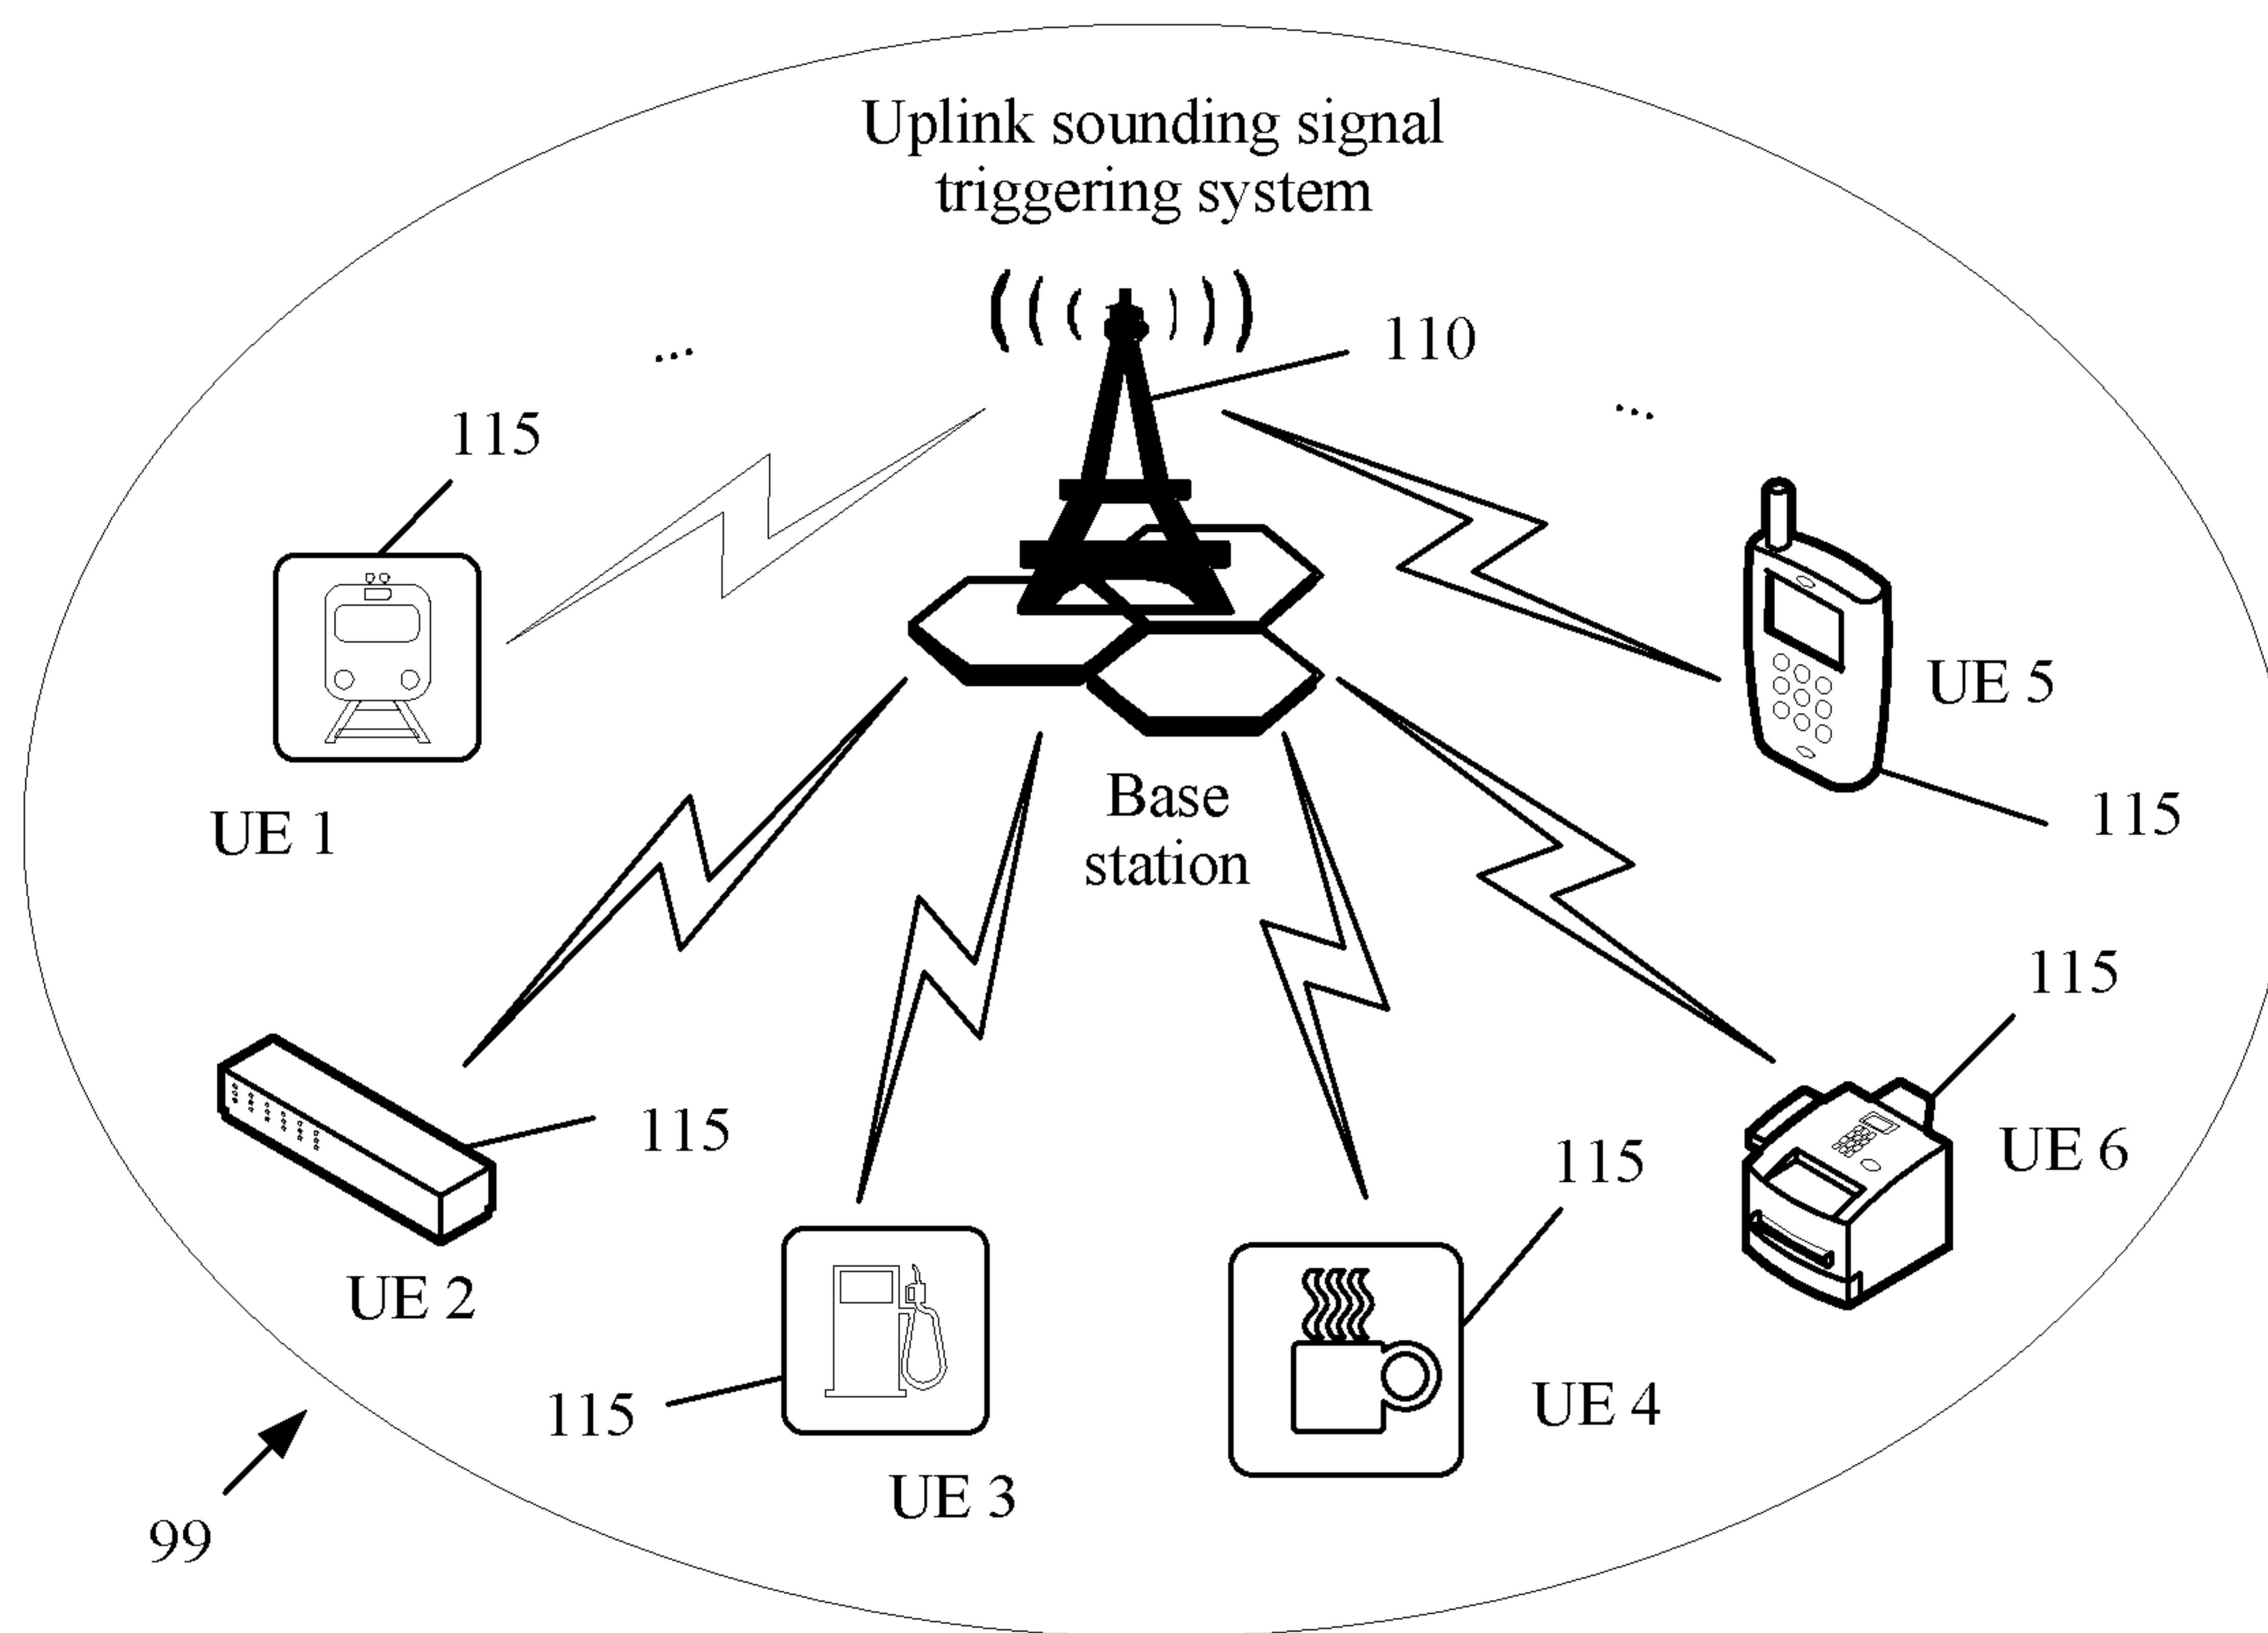 Uplink sounding signal
triggering system
...
110
...
115
115
UE 1
UE 5
Base
station
115
115
115
UE 6
115
UE 2
UE 4
115
UE 3
99